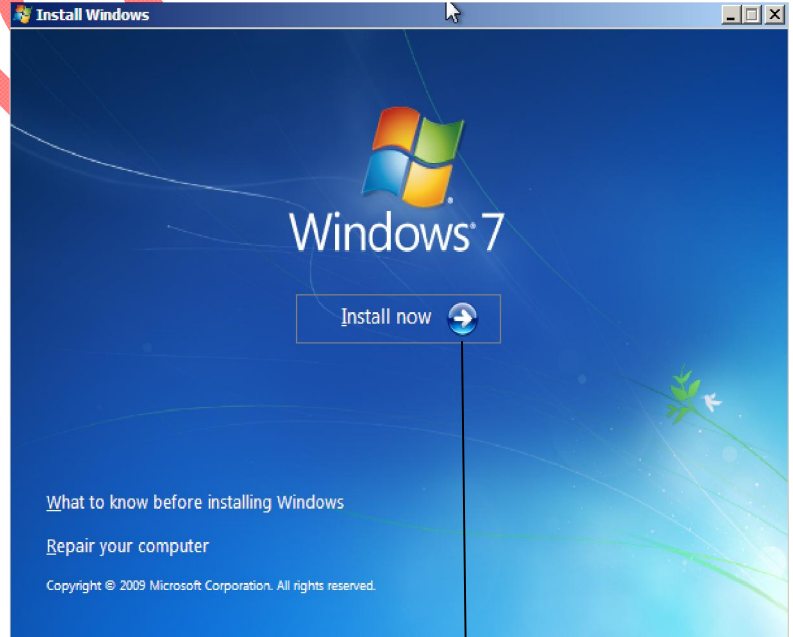 Install Windows
Windows® 7
Install now
What to know before installing Windows
Repair your computer
Copyright © 2009 Microsoft Corporation. All rights reserved.